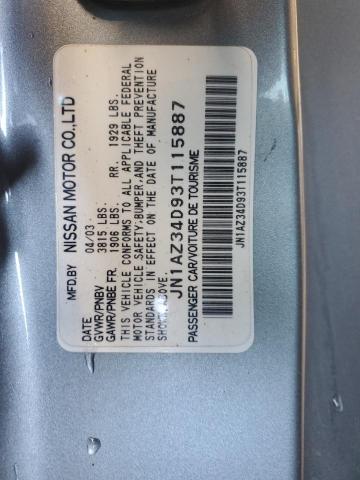 MFD.BY NISSAN MOTOR CO.,LTD
DATE 04/03
GVWR/PNBV 3815 LBS.
GAWR/PNBE FR. 1906 LBS. RR. 1929 LBS.
THIS VEHICLE CONFORMS TO ALL APPLICABLE FEDERAL
MOTOR VEHICLE SAFETY,BUMPER,AND THEFT PREVENTION
STANDARDS IN EFFECT ON THE DATE OF MANUFACTURE
SHOWN ABOVE.
JN1AZ34D93T115887
PASSENGER CAR/VOITURE DE TOURISME
JN1AZ34D93T115887